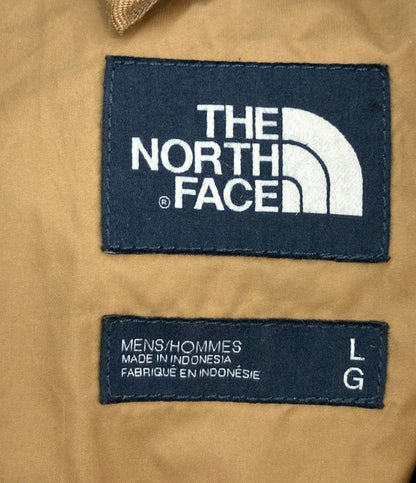 THE
NORTH
FACE
®
MENS/HOMMES
MADE IN INDONESIA
FABRIQUÉ EN INDONÉSIE
L
G